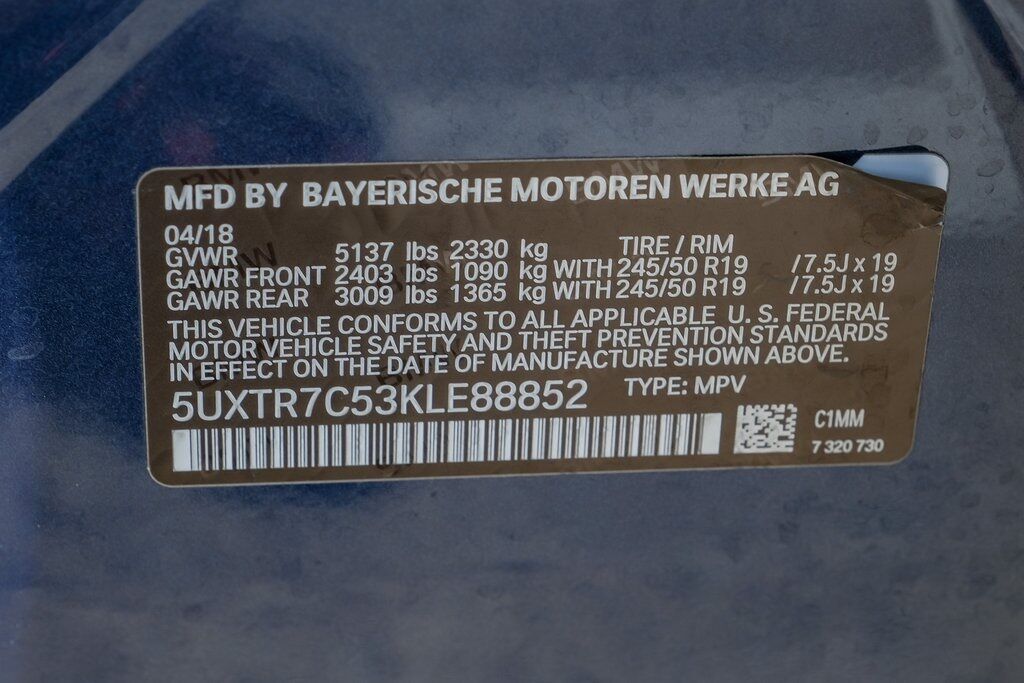 MFD BY BAYERISCHE MOTOREN WERKE AG
04/18
GVWR 5137 lbs 2330 kg TIRE / RIM
GAWR FRONT 2403 lbs 1090 kg WITH 245/50 R19 /7.5J x 19
GAWR REAR 3009 lbs 1365 kg WITH 245/50 R19 /7.5J x 19
THIS VEHICLE CONFORMS TO ALL APPLICABLE U. S. FEDERAL
MOTOR VEHICLE SAFETY AND THEFT PREVENTION STANDARDS
IN EFFECT ON THE DATE OF MANUFACTURE SHOWN ABOVE.
5UXTR7C53KLE88852 TYPE: MPV
C1MM
7 320 730